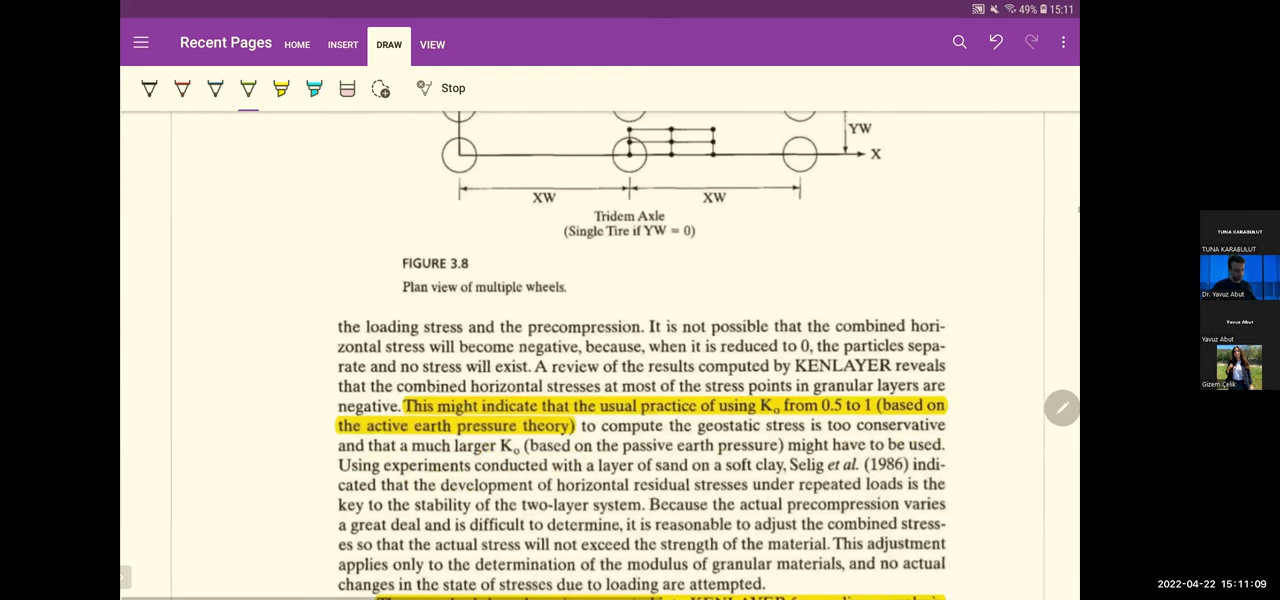 49% 15:11
Recent Pages HOME INSERT DRAW VIEW
Stop
YW
X
XW XW
Tridem Axle
(Single Tire if YW = 0)
FIGURE 3.8
Plan view of multiple wheels.
the loading stress and the precompression. It is not possible that the combined hori-
zontal stress will become negative, because, when it is reduced to 0, the particles sepa-
rate and no stress will exist. A review of the results computed by KENLAYER reveals
that the combined horizontal stresses at most of the stress points in granular layers are
negative. This might indicate that the usual practice of using Ko from 0.5 to 1 (based on
the active earth pressure theory) to compute the geostatic stress is too conservative
and that a much larger Ko (based on the passive earth pressure) might have to be used.
Using experiments conducted with a layer of sand on a soft clay, Selig et al. (1986) indi-
cated that the development of horizontal residual stresses under repeated loads is the
key to the stability of the two-layer system. Because the actual precompression varies
a great deal and is difficult to determine, it is reasonable to adjust the combined stress-
es so that the actual stress will not exceed the strength of the material. This adjustment
applies only to the determination of the modulus of granular materials, and no actual
changes in the state of stresses due to loading are attempted.
TUNA KARABULUT
TUNA KARABULUT
Dr. Yavuz Abut
Yavuz Abut
Yavuz Abut
Gizem Çelik
2022-04-22 15:11:09